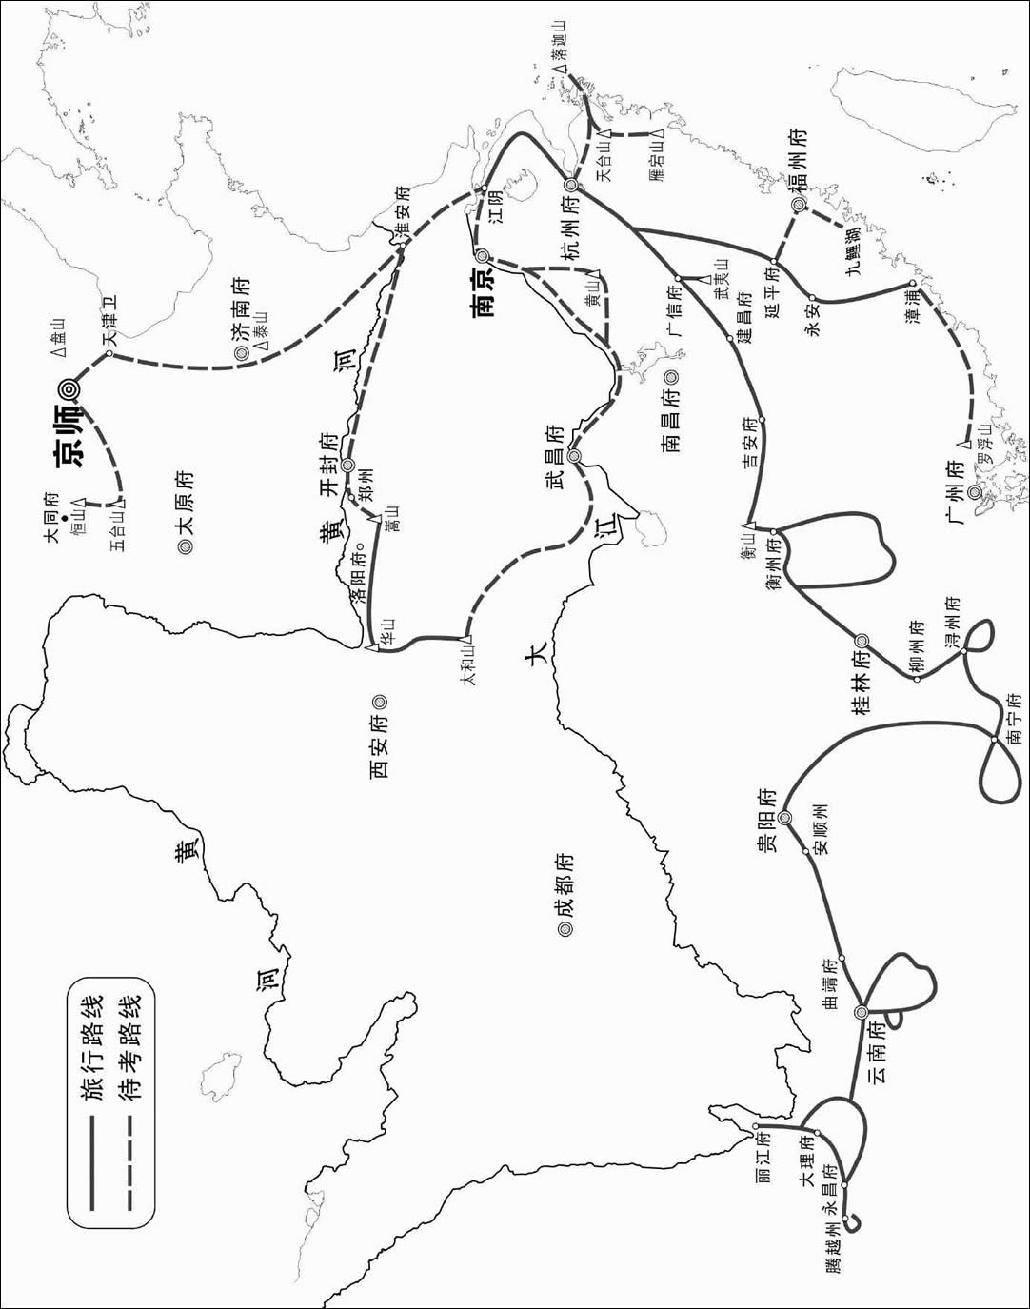 旅行路线
待考路线
大同府
恒山
京师
盘山
五台山
天津卫
太原府
济南府
泰山
黄
河
黄
河
开封府
洛阳府
郑州
西安府
华山
嵩山
淮安府
太和山
南京
江阴
大
江
武昌府
成都府
杭州府
落迦山
黄山
天台山
雁宕山
南昌府
广信府
武夷山
建昌府
吉安府
衡山
衡州府
延平府
福州府
永安
九鲤湖
漳浦
丽江府
大理府
腾越州
永昌府
曲靖府
云南府
贵阳府
安顺州
桂林府
柳州府
浔州府
南宁府
广州府
罗浮山